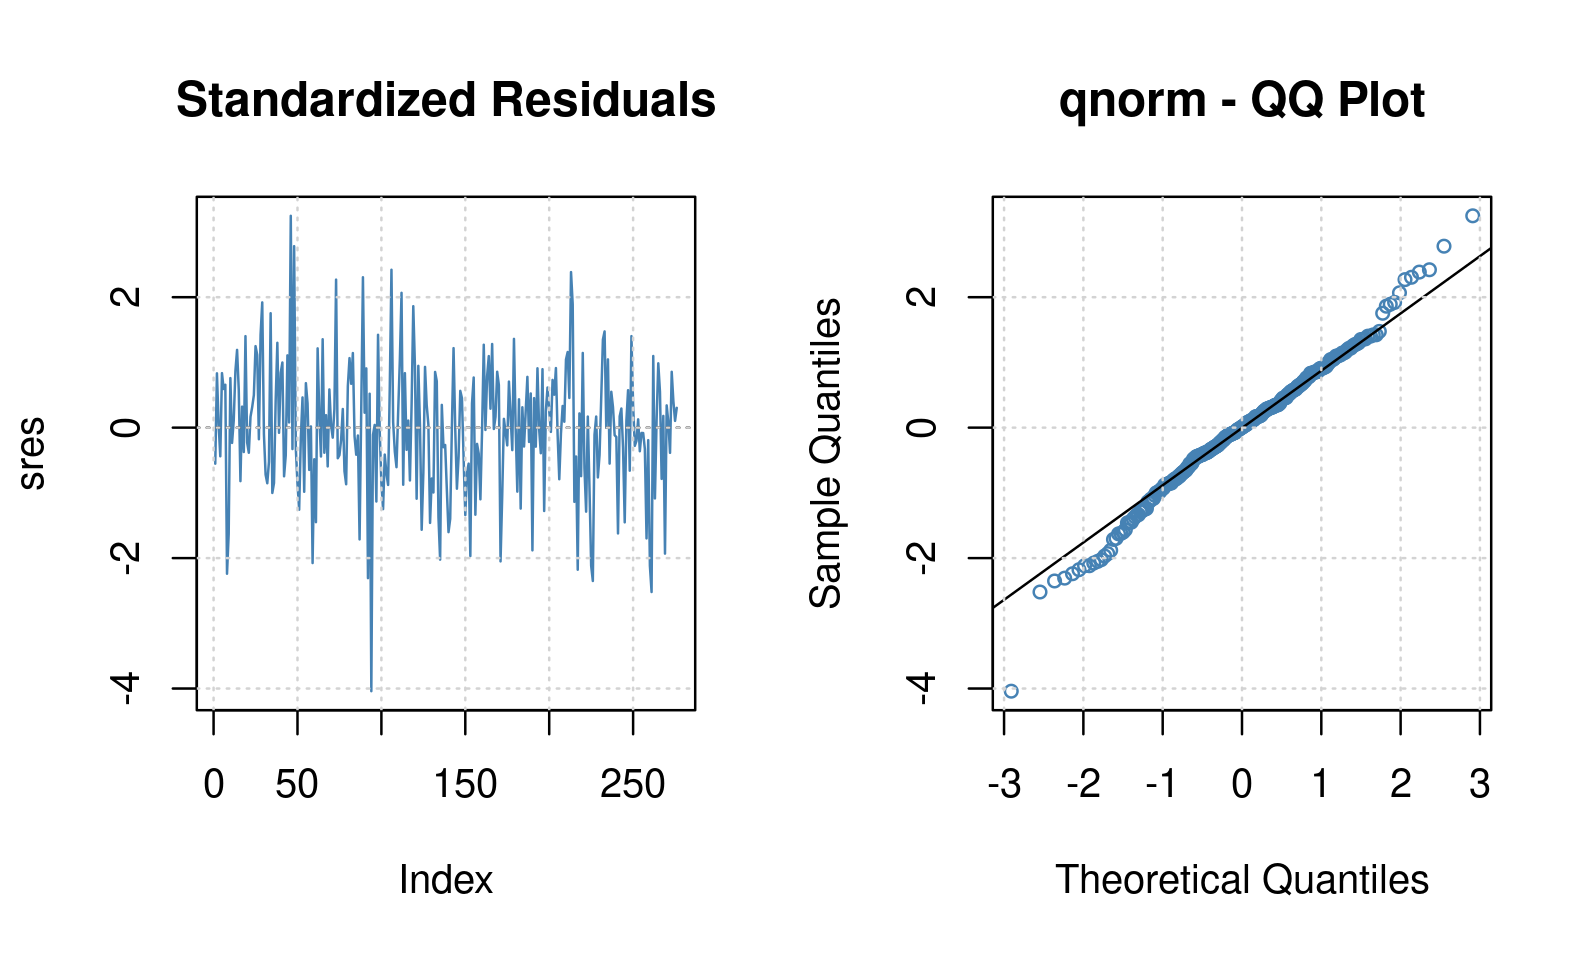 Standardized Residuals
sres
2
0
-2
-4
0 50 150 250
Index
qnorm - QQ Plot
Sample Quantiles
2
0
-2
-4
-3 -2 -1 0 1 2 3
Theoretical Quantiles